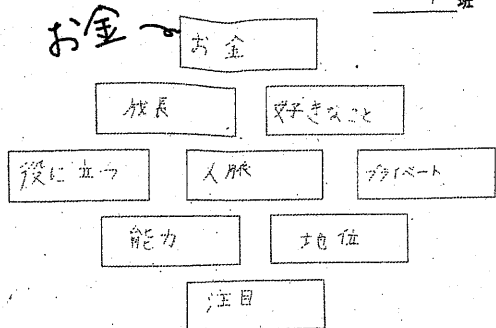 班
お金
お金
成長 好きなこと
役に立つ 人脈 プライベート
能力 地位
注目